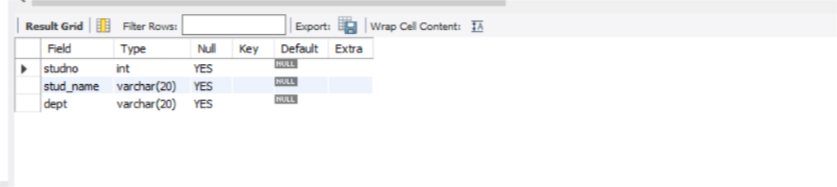 Result Grid Filter Rows: Export: Wrap Cell Content: IA
Field Type Null Key Default Extra
studno int YES NULL
stud_name varchar(20) YES NULL
dept varchar(20) YES NULL